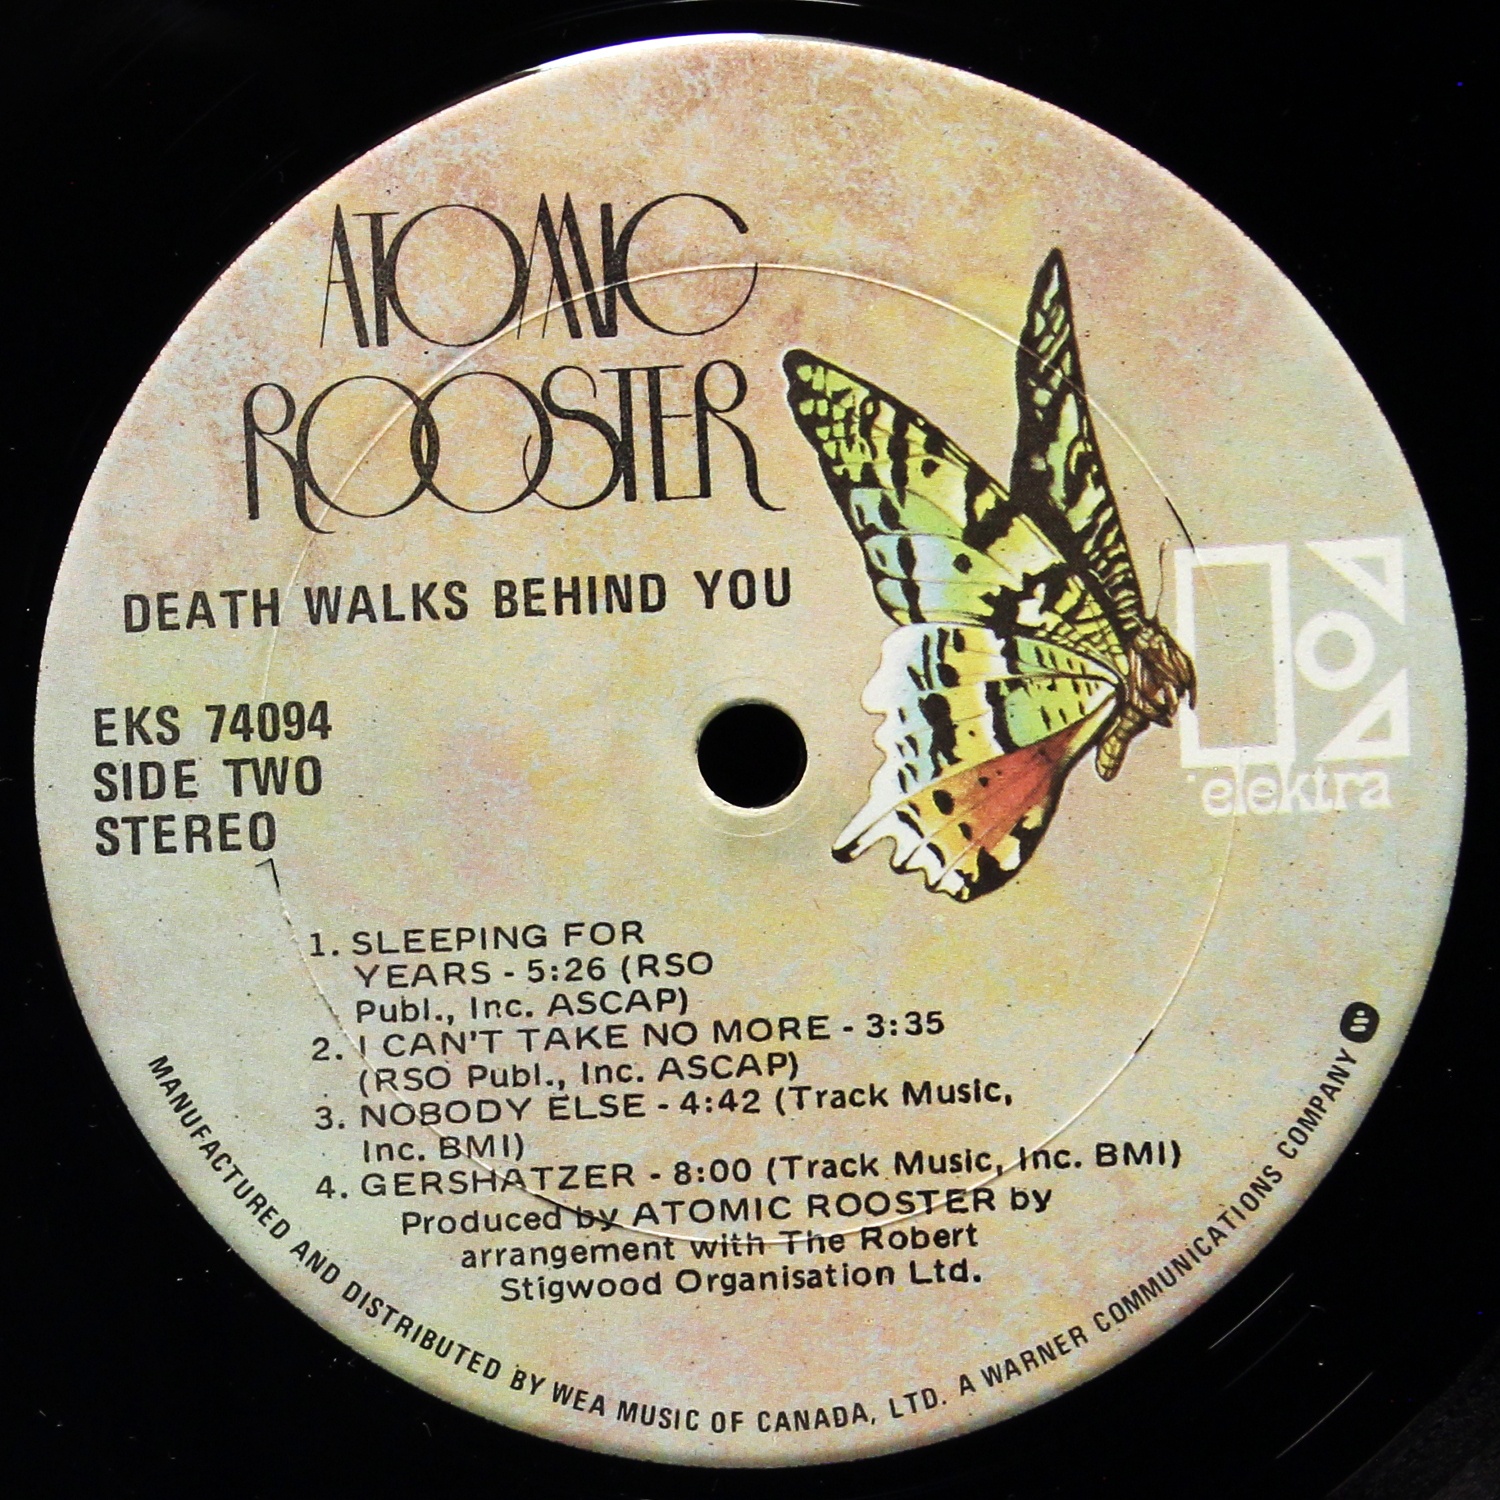 ATOMIC
ROOSTER
DEATH WALKS BEHIND YOU
EKS 74094
SIDE TWO
STEREO
elektra
1. SLEEPING FOR
YEARS - 5:26 (RSO
Publ., Inc. ASCAP)
2. I CAN'T TAKE NO MORE - 3:35
(RSO Publ., Inc. ASCAP)
3. NOBODY ELSE - 4:42 (Track Music,
Inc. BMI)
4. GERSHATZER - 8:00 (Track Music, Inc. BMI)
Produced by ATOMIC ROOSTER by
arrangement with The Robert
Stigwood Organisation Ltd.
MANUFACTURED AND DISTRIBUTED BY WEA MUSIC OF CANADA, LTD. A WARNER COMMUNICATIONS COMPANY